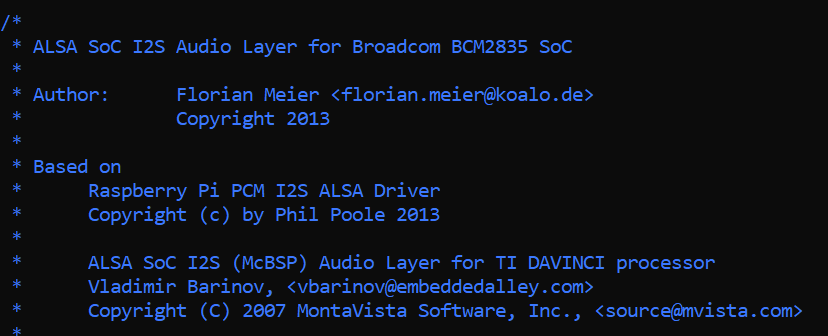 /*
 * ALSA SoC I2S Audio Layer for Broadcom BCM2835 SoC
 *
 * Author:      Florian Meier <florian.meier@koalo.de>
 *              Copyright 2013
 *
 * Based on
 *      Raspberry Pi PCM I2S ALSA Driver
 *      Copyright (c) by Phil Poole 2013
 *
 *      ALSA SoC I2S (McBSP) Audio Layer for TI DAVINCI processor
 *      Vladimir Barinov, <vbarinov@embeddedalley.com>
 *      Copyright (C) 2007 MontaVista Software, Inc., <source@mvista.com>
 *